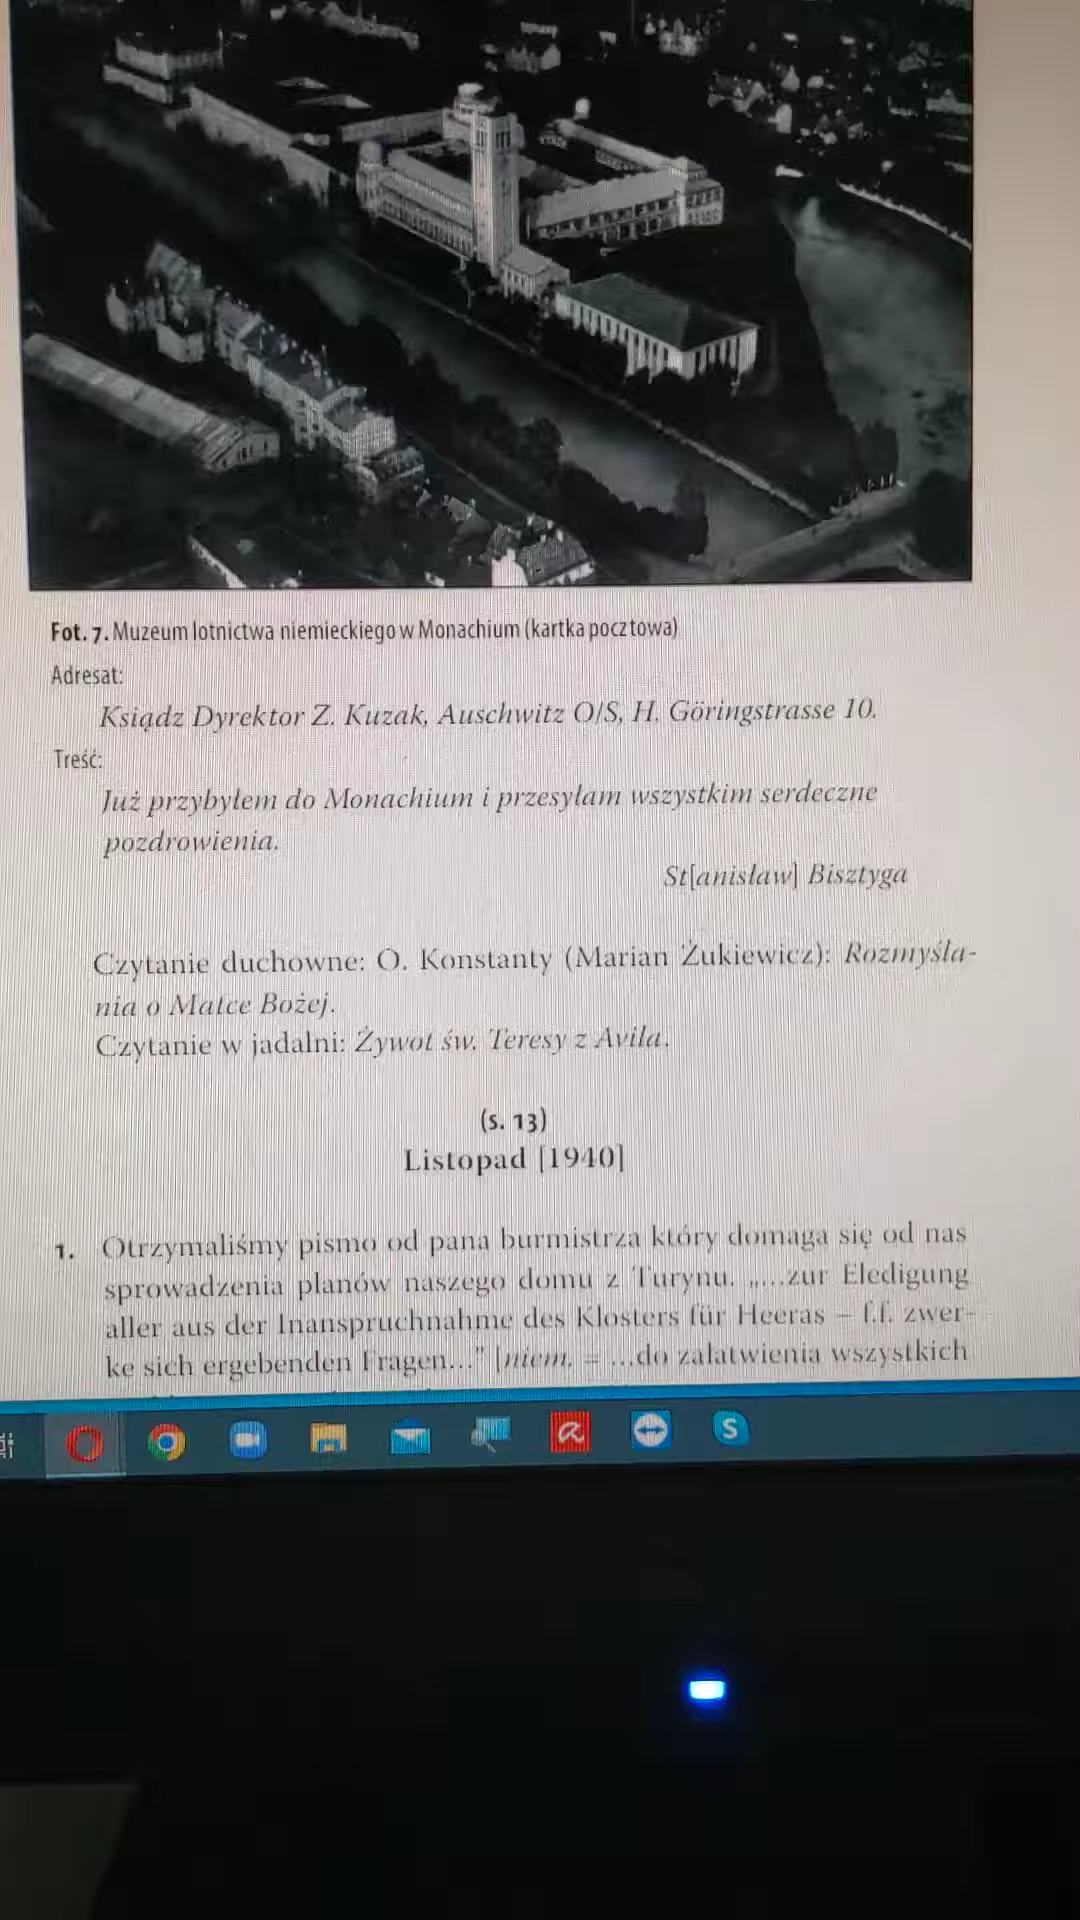 Fot. 7. Muzeum lotnictwa niemieckiego w Monachium (kartka pocztowa)
Adresat:
Ksiądz Dyrektor Z. Kuzak, Auschwitz O/S, H. Göringstrasse 10.
Treść:
Już przybyłem do Monachium i przesyłam wszystkim serdeczne
pozdrowienia.
St[anisław] Bisztyga
Czytanie duchowne: O. Konstanty (Marian Żukiewicz): Rozmyśla-
nia o Matce Bożej.
Czytanie w jadalni: Żywot św. Teresy z Avila.
(s. 13)
Listopad [1940]
1. Otrzymaliśmy pismo od pana burmistrza który domaga się od nas
sprowadzenia planów naszego domu z Turynu. „...zur Eledigung
aller aus der Inanspruchnahme des Klosters für Heeras – f.f. zwer-
ke sich ergebenden Fragen..." [niem. = ...do załatwienia wszystkich
S